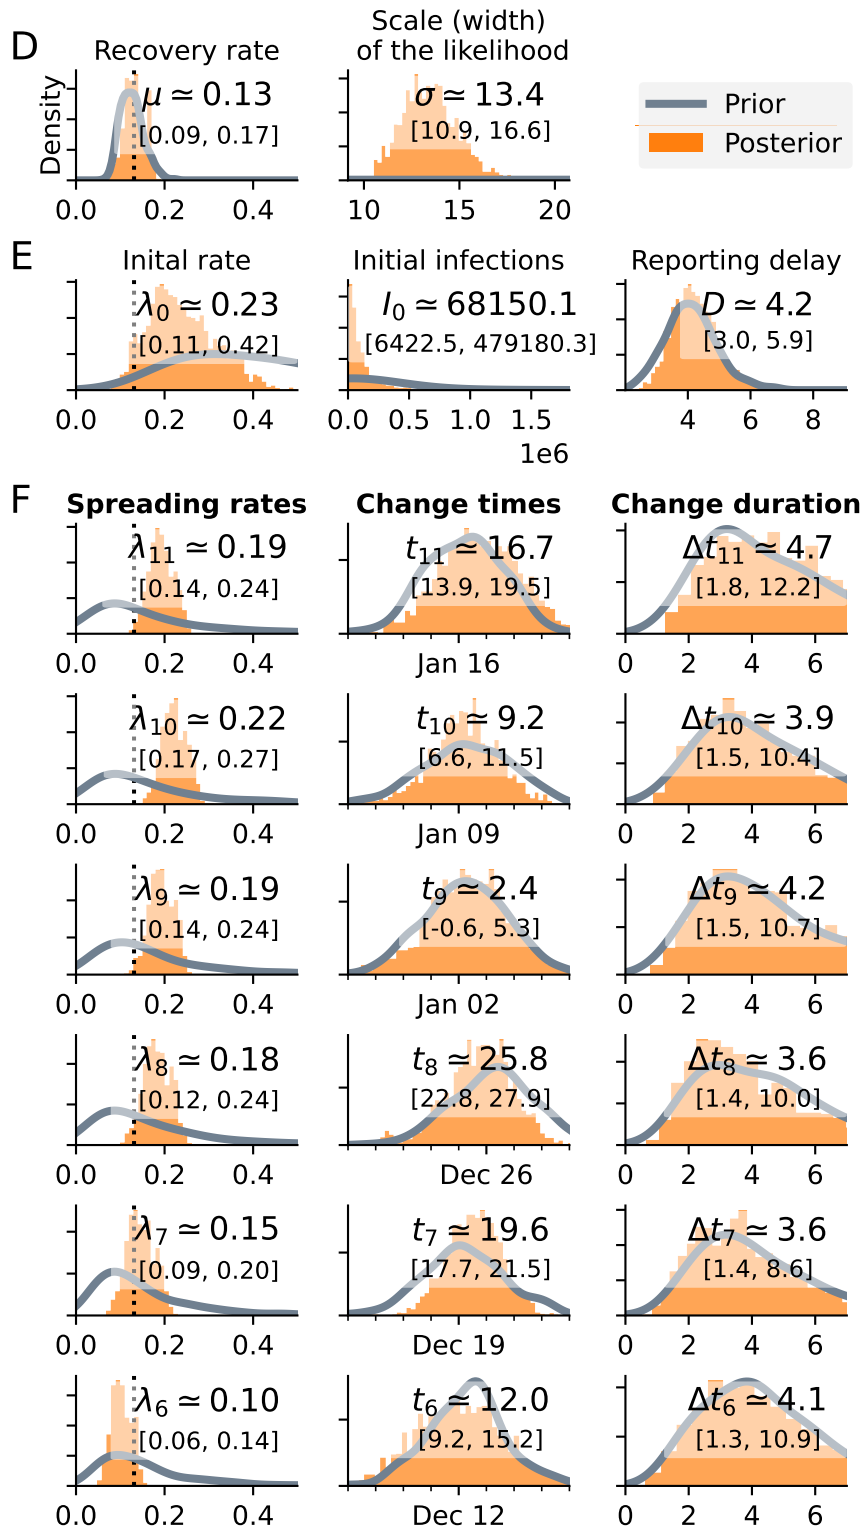 D
Recovery rate
Scale (width)
of the likelihood
Density
μ ≃ 0.13
[0.09, 0.17]
0.0 0.2 0.4
σ ≃ 13.4
[10.9, 16.6]
10 15 20
Prior
Posterior
E
Inital rate
λ0 ≃ 0.23
[0.11, 0.42]
0.0 0.2 0.4
Initial infections
I0 ≃ 68150.1
[6422.5, 479180.3]
0.0 0.5 1.0 1.5
1e6
Reporting delay
D ≃ 4.2
[3.0, 5.9]
4 6 8
F
Spreading rates Change times Change duration
λ11 ≃ 0.19
[0.14, 0.24]
0.0 0.2 0.4
t11 ≃ 16.7
[13.9, 19.5]
Jan 16
Δt11 ≃ 4.7
[1.8, 12.2]
0 2 4 6
λ10 ≃ 0.22
[0.17, 0.27]
0.0 0.2 0.4
t10 ≃ 9.2
[6.6, 11.5]
Jan 09
Δt10 ≃ 3.9
[1.5, 10.4]
0 2 4 6
λ9 ≃ 0.19
[0.14, 0.24]
0.0 0.2 0.4
t9 ≃ 2.4
[-0.6, 5.3]
Jan 02
Δt9 ≃ 4.2
[1.5, 10.7]
0 2 4 6
λ8 ≃ 0.18
[0.12, 0.24]
0.0 0.2 0.4
t8 ≃ 25.8
[22.8, 27.9]
Dec 26
Δt8 ≃ 3.6
[1.4, 10.0]
0 2 4 6
λ7 ≃ 0.15
[0.09, 0.20]
0.0 0.2 0.4
t7 ≃ 19.6
[17.7, 21.5]
Dec 19
Δt7 ≃ 3.6
[1.4, 8.6]
0 2 4 6
λ6 ≃ 0.10
[0.06, 0.14]
0.0 0.2 0.4
t6 ≃ 12.0
[9.2, 15.2]
Dec 12
Δt6 ≃ 4.1
[1.3, 10.9]
0 2 4 6